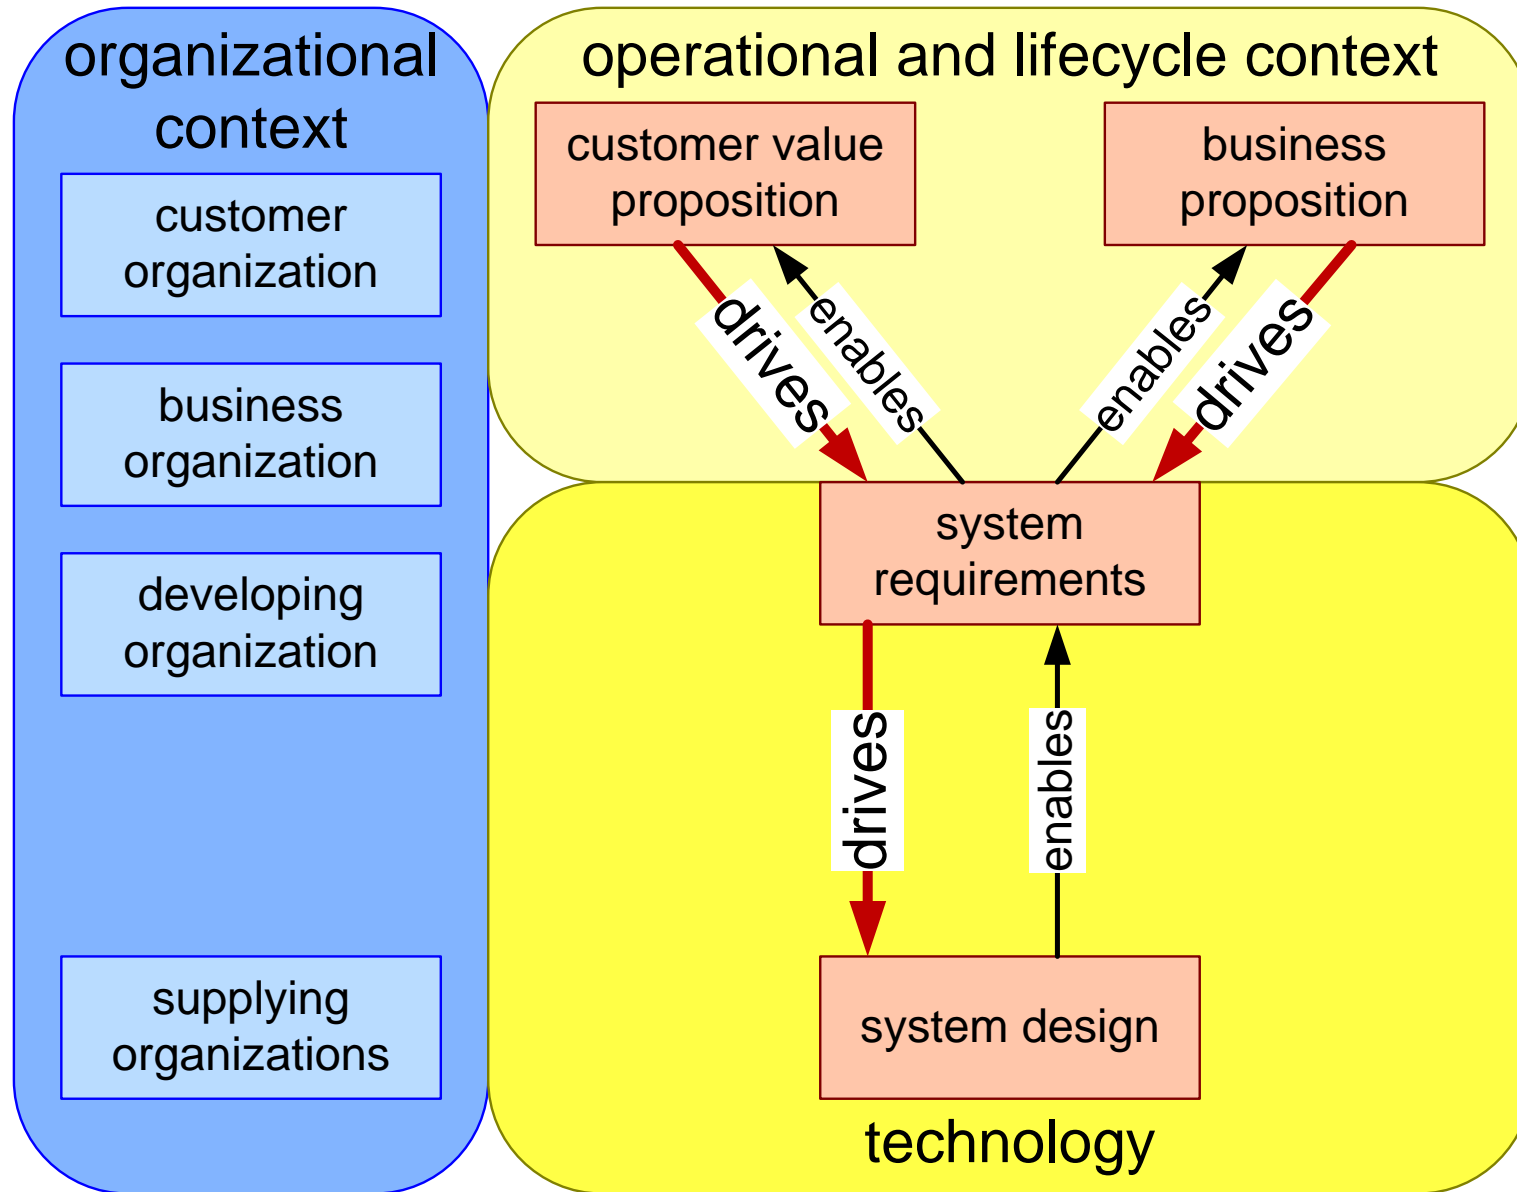 organizational
context
customer
organization
business
organization
developing
organization
supplying
organizations
operational and lifecycle context
customer value
proposition
business
proposition
drives
enables
enables
drives
system
requirements
drives
enables
system design
technology